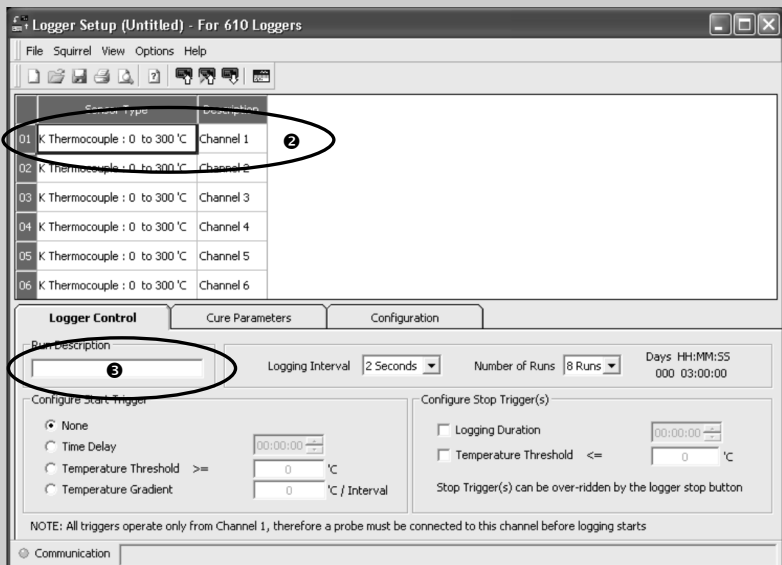 Logger Setup (Untitled) - For 610 Loggers
File Squirrel View Options Help
Sensor Type Description
01 K Thermocouple : 0 to 300 'C Channel 1 ❷
02 K Thermocouple : 0 to 300 'C Channel 2
03 K Thermocouple : 0 to 300 'C Channel 3
04 K Thermocouple : 0 to 300 'C Channel 4
05 K Thermocouple : 0 to 300 'C Channel 5
06 K Thermocouple : 0 to 300 'C Channel 6
Logger Control Cure Parameters Configuration
Run Description
❸
Logging Interval 2 Seconds Number of Runs 8 Runs Days HH:MM:SS
000 03:00:00
Configure Start Trigger
None
Time Delay 00:00:00
Temperature Threshold >= 0 'C
Temperature Gradient 0 'C / Interval
Configure Stop Trigger(s)
Logging Duration 00:00:00
Temperature Threshold <= 0 'C
Stop Trigger(s) can be over-ridden by the logger stop button
NOTE: All triggers operate only from Channel 1, therefore a probe must be connected to this channel before logging starts
Communication